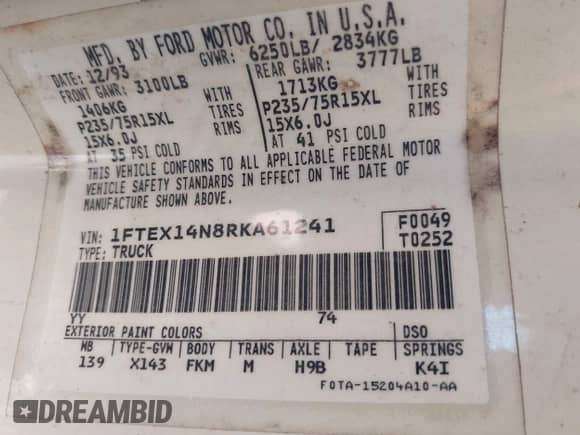 MFD. BY FORD MOTOR CO. IN U.S.A.
DATE: 12/93 GVWR: 6250LB/ 2834KG
FRONT GAWR: 3100LB REAR GAWR: 3777LB
1406KG WITH 1713KG WITH
P235/75R15XL TIRES P235/75R15XL TIRES
15X6.0J RIMS 15X6.0J RIMS
AT 35 PSI COLD AT 41 PSI COLD
THIS VEHICLE CONFORMS TO ALL APPLICABLE FEDERAL MOTOR
VEHICLE SAFETY STANDARDS IN EFFECT ON THE DATE OF
MANUFACTURE SHOWN ABOVE.
VIN: 1FTEX14N8RKA61241 F0049
TYPE: TRUCK T0252
YY 74
EXTERIOR PAINT COLORS DSO
WB TYPE-GVW BODY TRANS AXLE TAPE SPRINGS
139 X143 FKM M H9B K4I
F0TA-15204A10-AA
DREAMBID